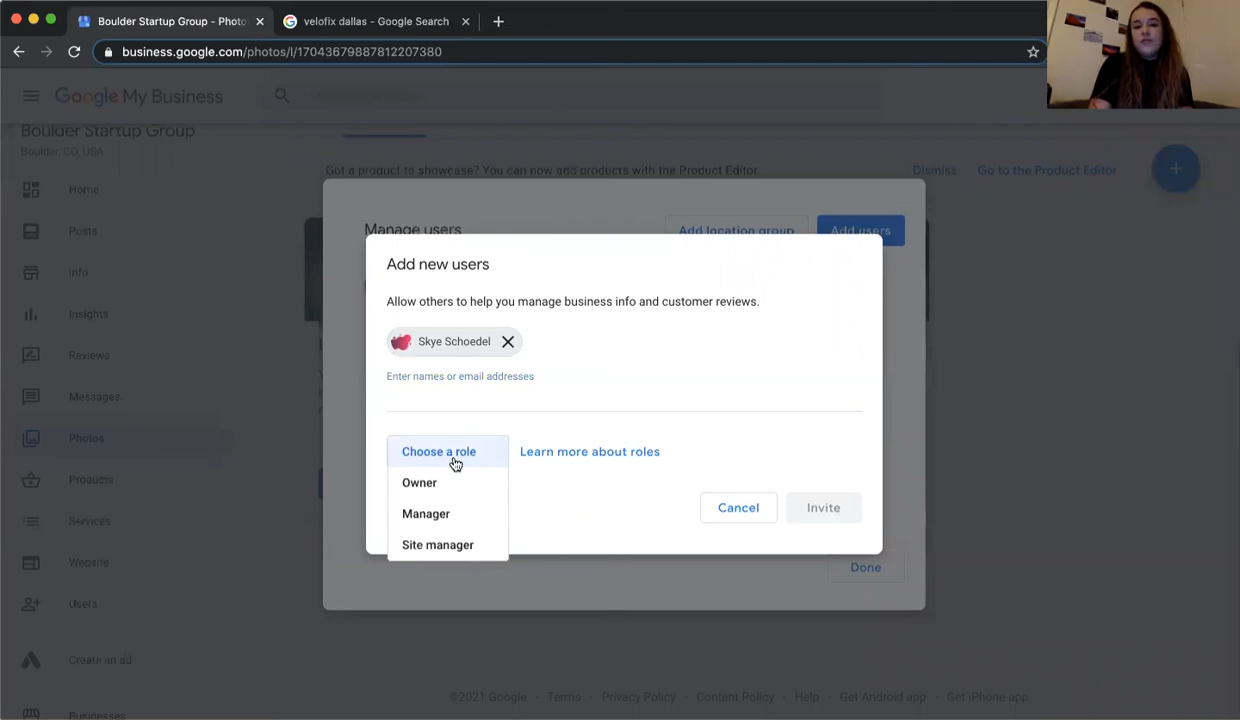 Boulder Startup Group - Photo
velofix dallas - Google Search
business.google.com/photos/l/17043679887812207380
Google My Business
Boulder Startup Group
Boulder, CO, USA
Got a product to showcase? You can now add products with the Product Editor.
Dismiss
Go to the Product Editor
Home
Posts
Info
Insights
Reviews
Messages
Photos
Products
Services
Website
Users
Create an ad
Businesses
Manage users
Add location group
Add users
Add new users
Allow others to help you manage business info and customer reviews.
Skye Schoedel
Enter names or email addresses
Choose a role
Learn more about roles
Owner
Manager
Site manager
Cancel
Invite
Done
©2021 Google · Terms · Privacy Policy · Content Policy · Help · Get Android app · Get iPhone app